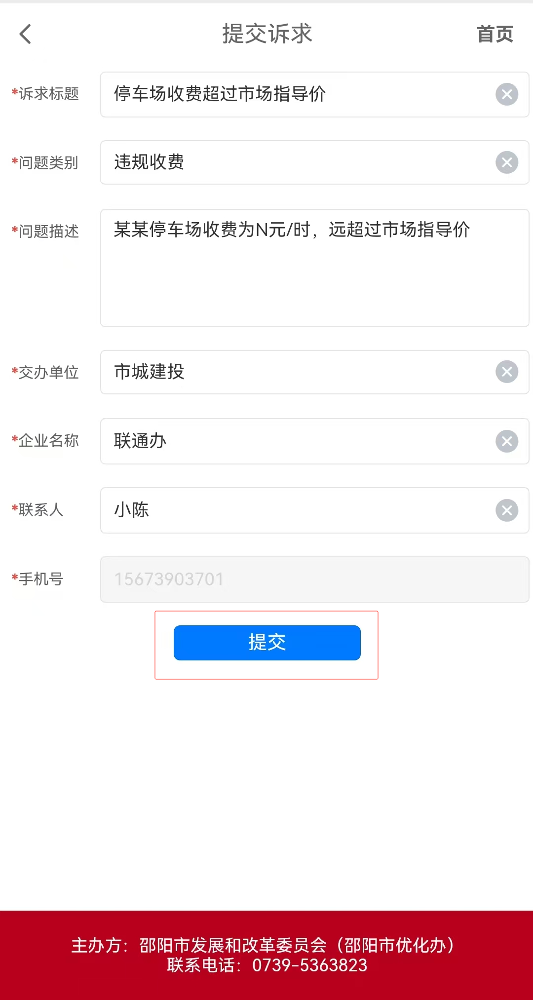 提交诉求
首页
*诉求标题
停车场收费超过市场指导价
*问题类别
违规收费
*问题描述
某某停车场收费为N元/时，远超过市场指导价
*交办单位
市城建投
*企业名称
联通办
*联系人
小陈
*手机号
15673903701
提交
主办方：邵阳市发展和改革委员会（邵阳市优化办）
联系电话：0739-5363823